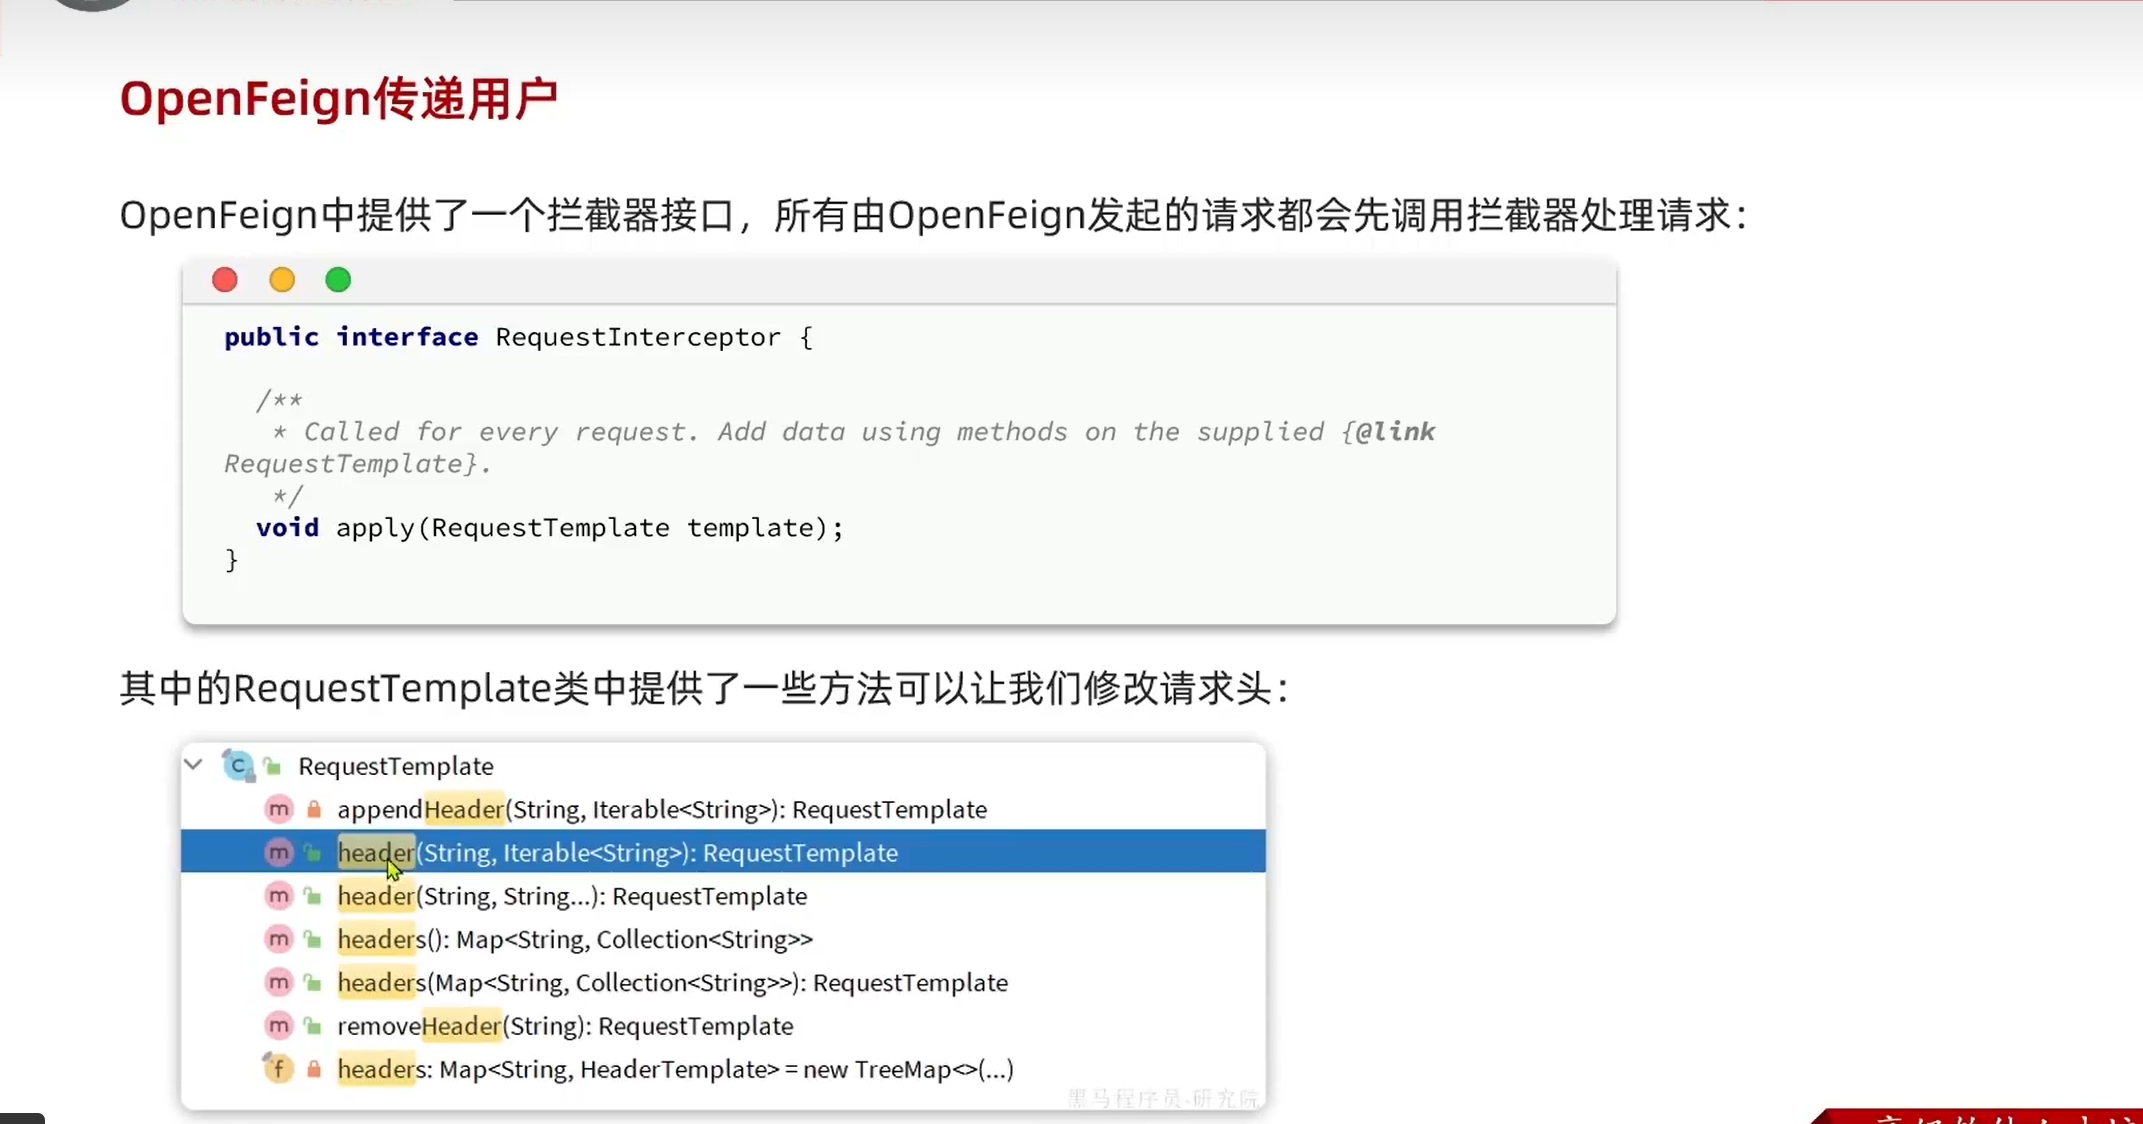 OpenFeign传递用户
OpenFeign中提供了一个拦截器接口，所有由OpenFeign发起的请求都会先调用拦截器处理请求：
public interface RequestInterceptor {
/**
* Called for every request. Add data using methods on the supplied {@link
RequestTemplate}.
*/
void apply(RequestTemplate template);
}
其中的RequestTemplate类中提供了一些方法可以让我们修改请求头：
RequestTemplate
appendHeader(String, Iterable<String>): RequestTemplate
header(String, Iterable<String>): RequestTemplate
header(String, String...): RequestTemplate
headers(): Map<String, Collection<String>>
headers(Map<String, Collection<String>>): RequestTemplate
removeHeader(String): RequestTemplate
headers: Map<String, HeaderTemplate> = new TreeMap<>(...)
黑马程序员-研究院